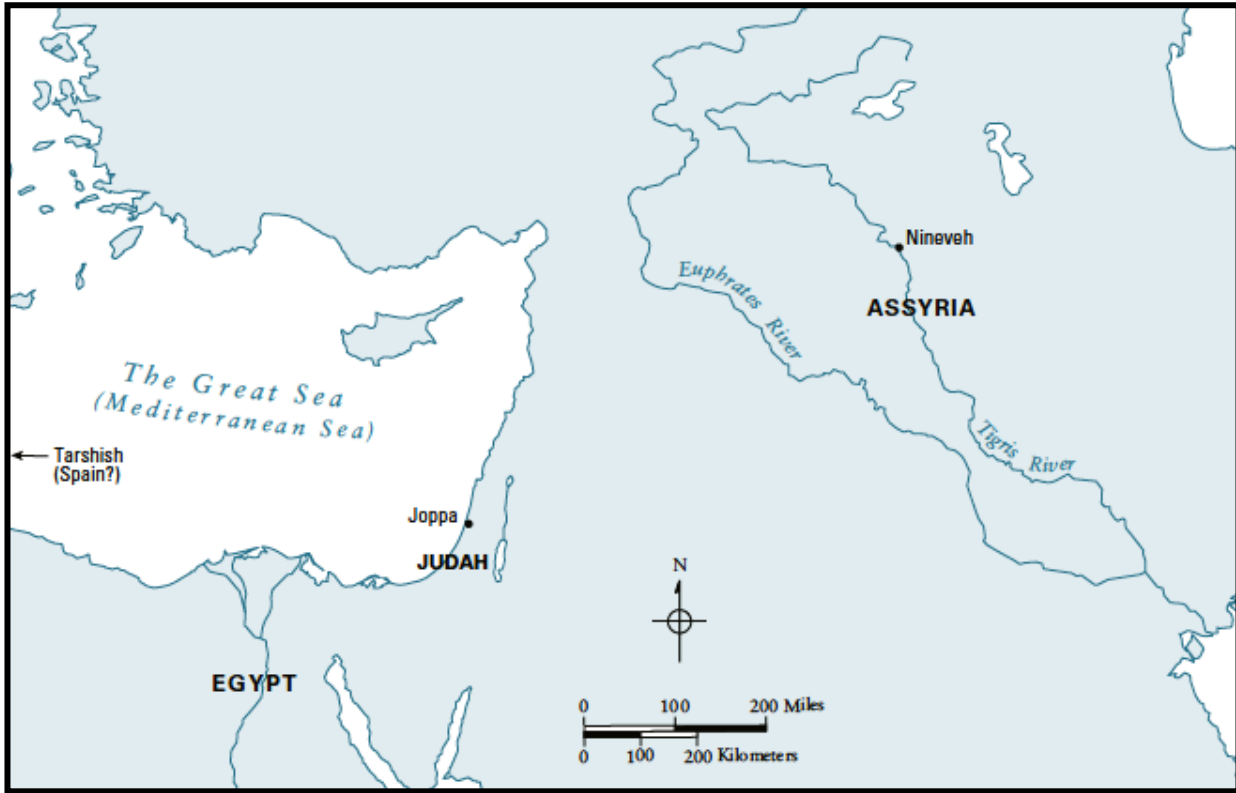 Nineveh
Euphrates River
ASSYRIA
The Great Sea
(Mediterranean Sea)
Tigris River
Tarshish
(Spain?)
Joppa
JUDAH
N
EGYPT
0 100 200 Miles
0 100 200 Kilometers